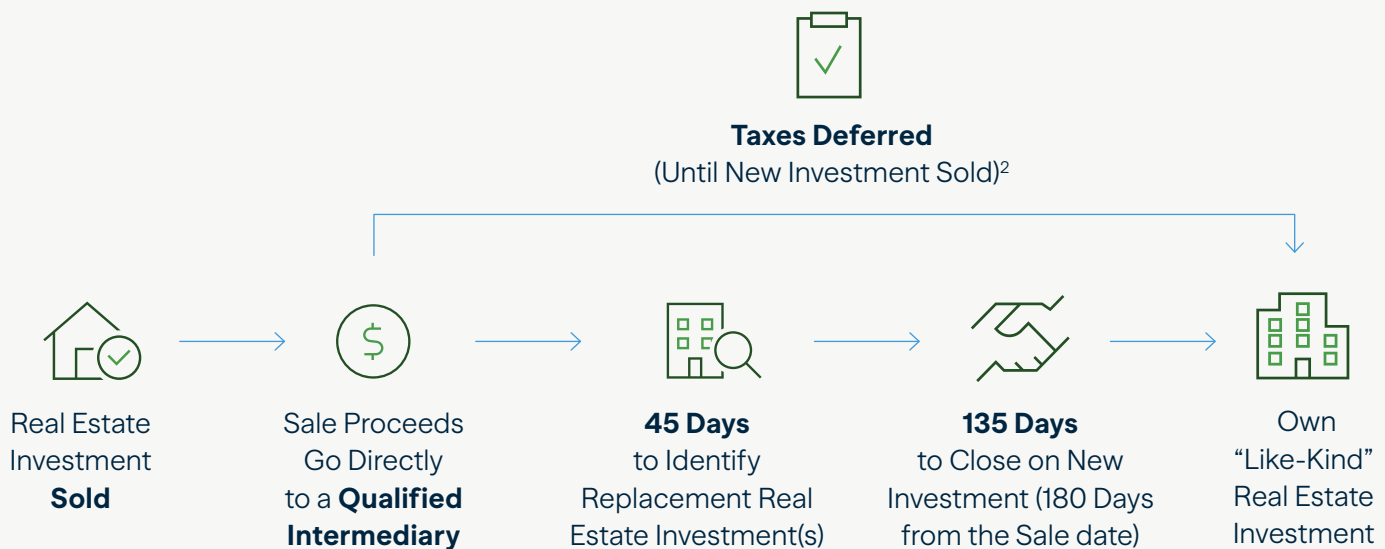 Taxes Deferred
(Until New Investment Sold)²
$
Real Estate
Investment
Sold
Sale Proceeds
Go Directly
to a Qualified
Intermediary
45 Days
to Identify
Replacement Real
Estate Investment(s)
135 Days
to Close on New
Investment (180 Days
from the Sale date)
Own
“Like-Kind”
Real Estate
Investment